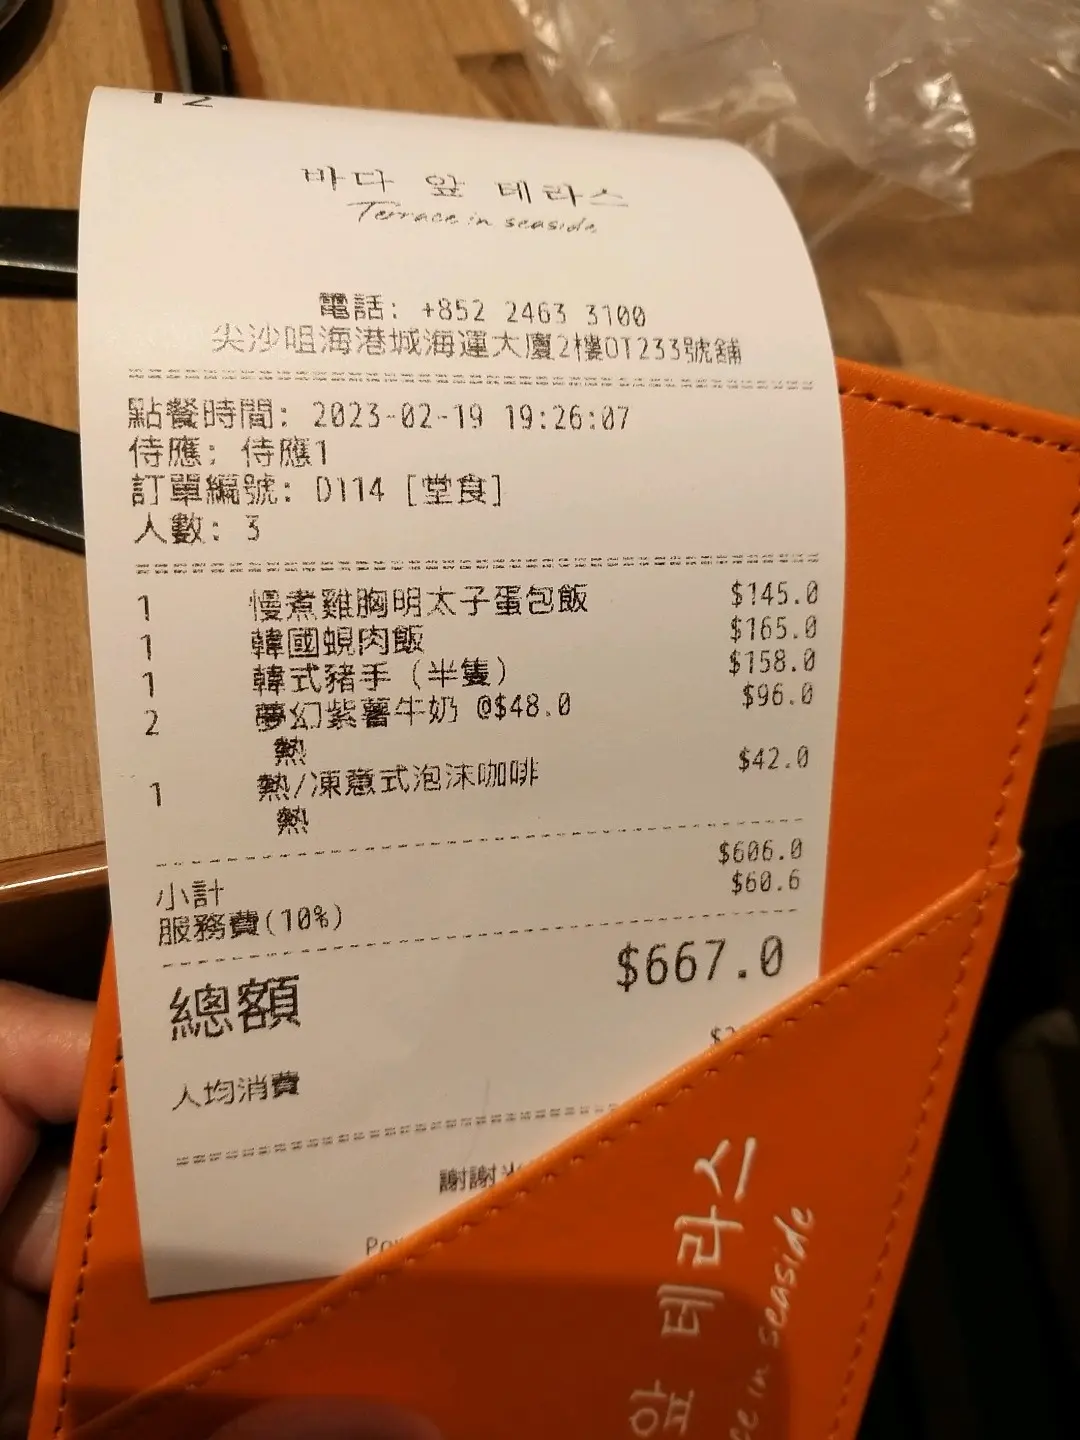 바다 앞 테라스
Terrace in seaside
電話: +852 2463 3100
尖沙咀海港城海運大廈2樓OT233號舖
點餐時間: 2023-02-19 19:26:07
侍應: 侍應1
訂單編號: D114 [堂食]
人數: 3
1 慢煮雞胸明太子蛋包飯 $145.0
1 韓國蜆肉飯 $165.0
1 韓式豬手 (半隻) $158.0
2 夢幻紫薯牛奶 @$48.0 $96.0
熱
1 熱/凍意式泡沫咖啡 $42.0
熱
小計 $606.0
服務費(10%) $60.6
總額 $667.0
人均消費
謝謝
앞 테라스
in seaside